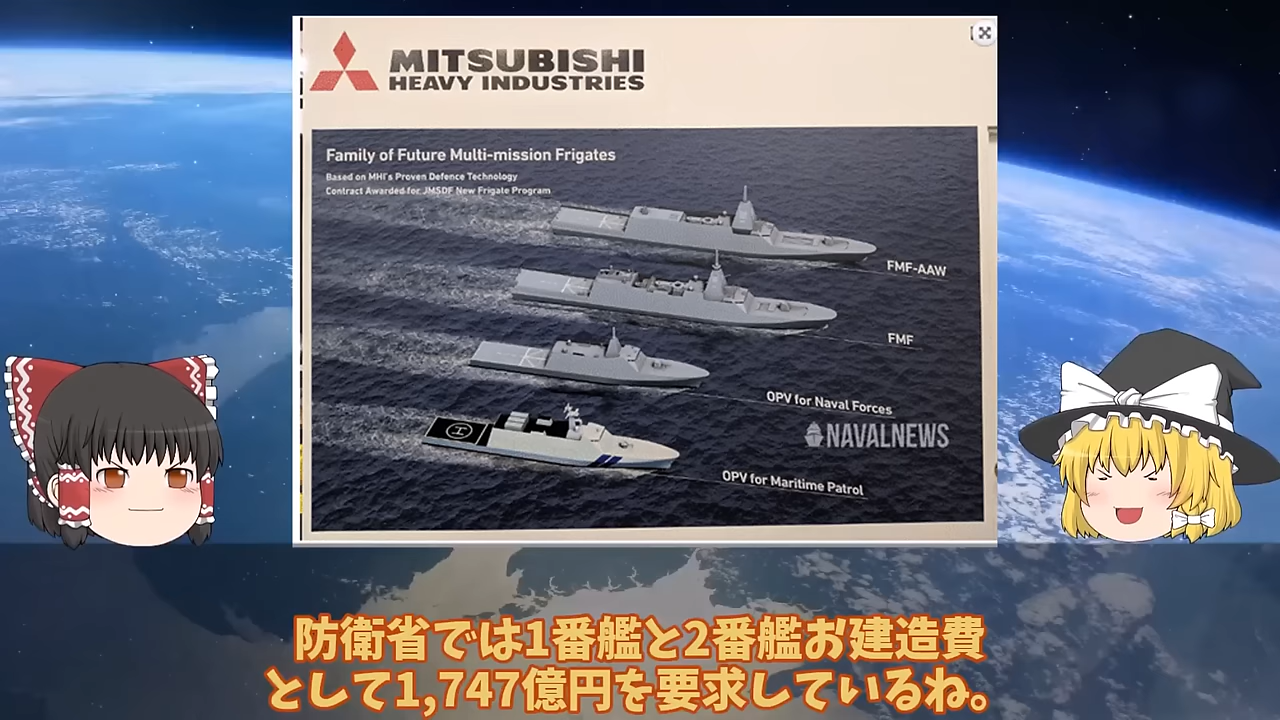 MITSUBISHI
HEAVY INDUSTRIES
Family of Future Multi-mission Frigates
Based on MHI's Proven Defence Technology
Contract Awarded for JMSDF New Frigate Program
FMF-AAW
FMF
OPV for Naval Forces
NAVALNEWS
OPV for Maritime Patrol
防衛省では1番艦と2番艦お建造費
として1,747億円を要求しているね。